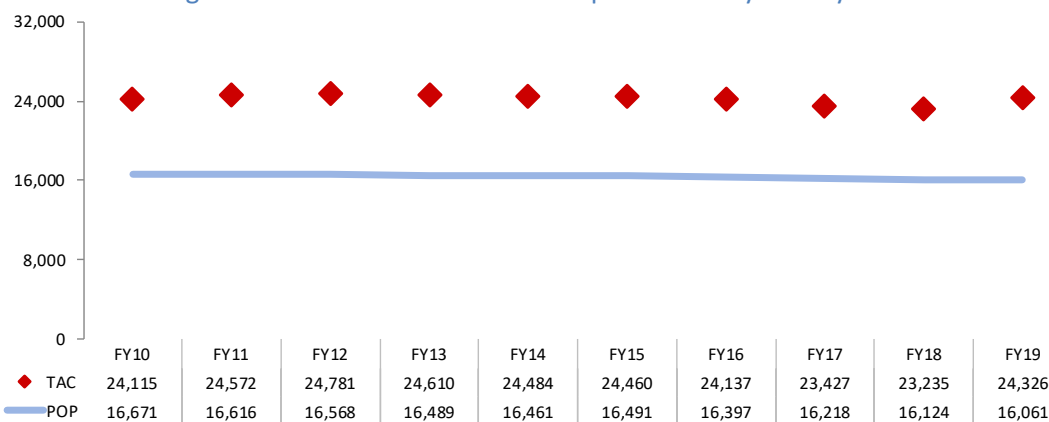 32,000
24,000
16,000
8,000
0
FY10 FY11 FY12 FY13 FY14 FY15 FY16 FY17 FY18 FY19
TAC 24,115 24,572 24,781 24,610 24,484 24,460 24,137 23,427 23,235 24,326
POP 16,671 16,616 16,568 16,489 16,461 16,491 16,397 16,218 16,124 16,061